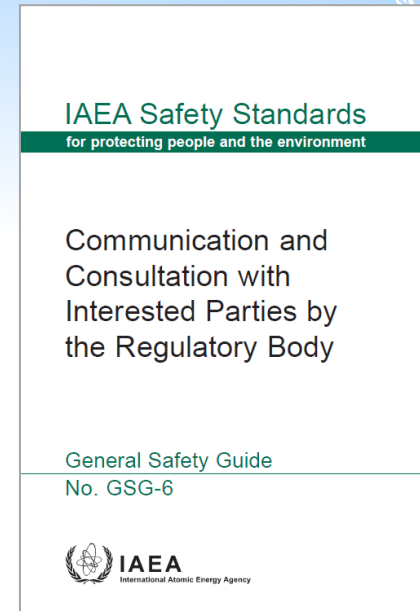 IAEA Safety Standards
for protecting people and the environment
Communication and
Consultation with
Interested Parties by
the Regulatory Body
General Safety Guide
No. GSG-6
IAEA
International Atomic Energy Agency